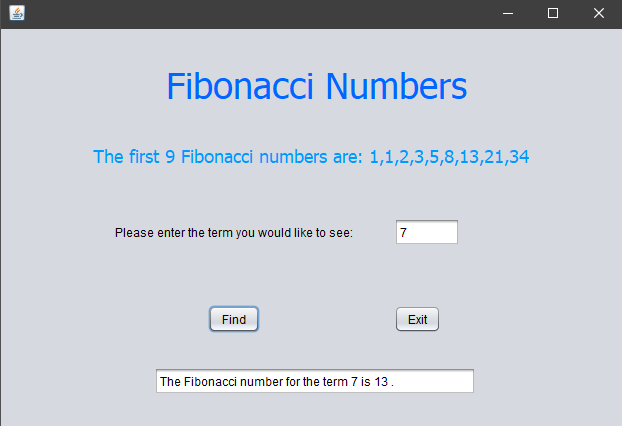 Fibonacci Numbers
The first 9 Fibonacci numbers are: 1,1,2,3,5,8,13,21,34
Please enter the term you would like to see: 7
Find Exit
The Fibonacci number for the term 7 is 13 .